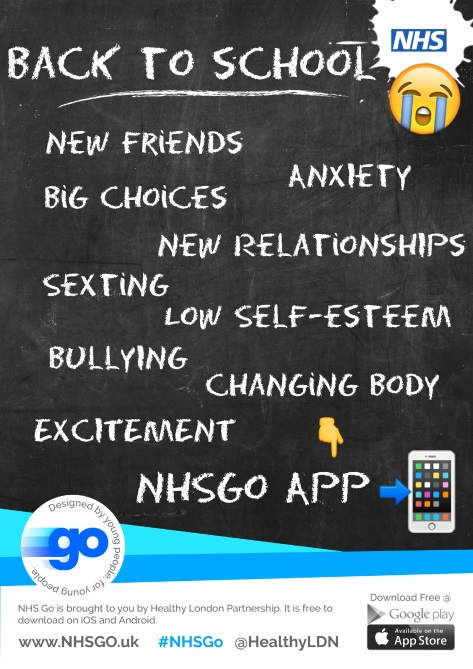 NHS
BACK TO SCHOOL
NEW FRiENDS
ANXIETY
BiG CHOiCES
NEW RELATiONSHiPS
SEXTiNG
LOW SELF-ESTEEM
BULLYiNG
CHANGiNG BODY
EXCITEMENT
NHSGO APP
Designed by young people, for young people.
go
NHS Go is brought to you by Healthy London Partnership. It is free to
download on iOS and Android.
www.NHSGO.uk #NHSGo @HealthyLDN
Download Free @
Google play
Available on the
App Store